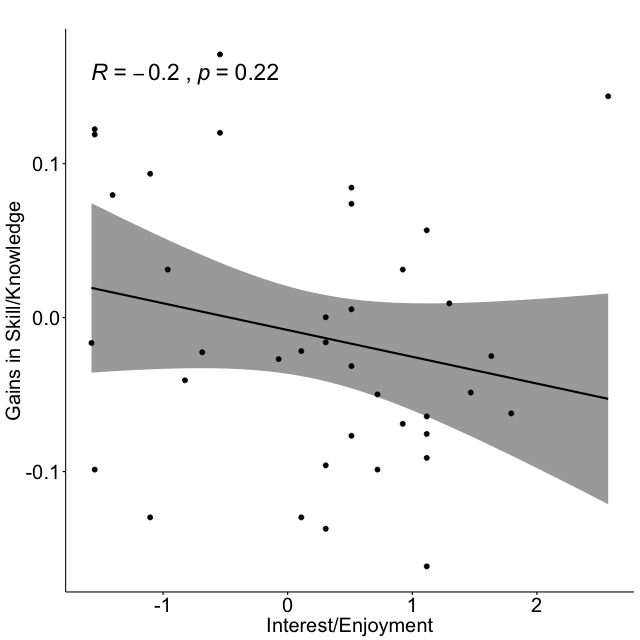 R = −0.2 , p = 0.22
0.1
0.0
-0.1
Gains in Skill/Knowledge
-1 0 1 2
Interest/Enjoyment